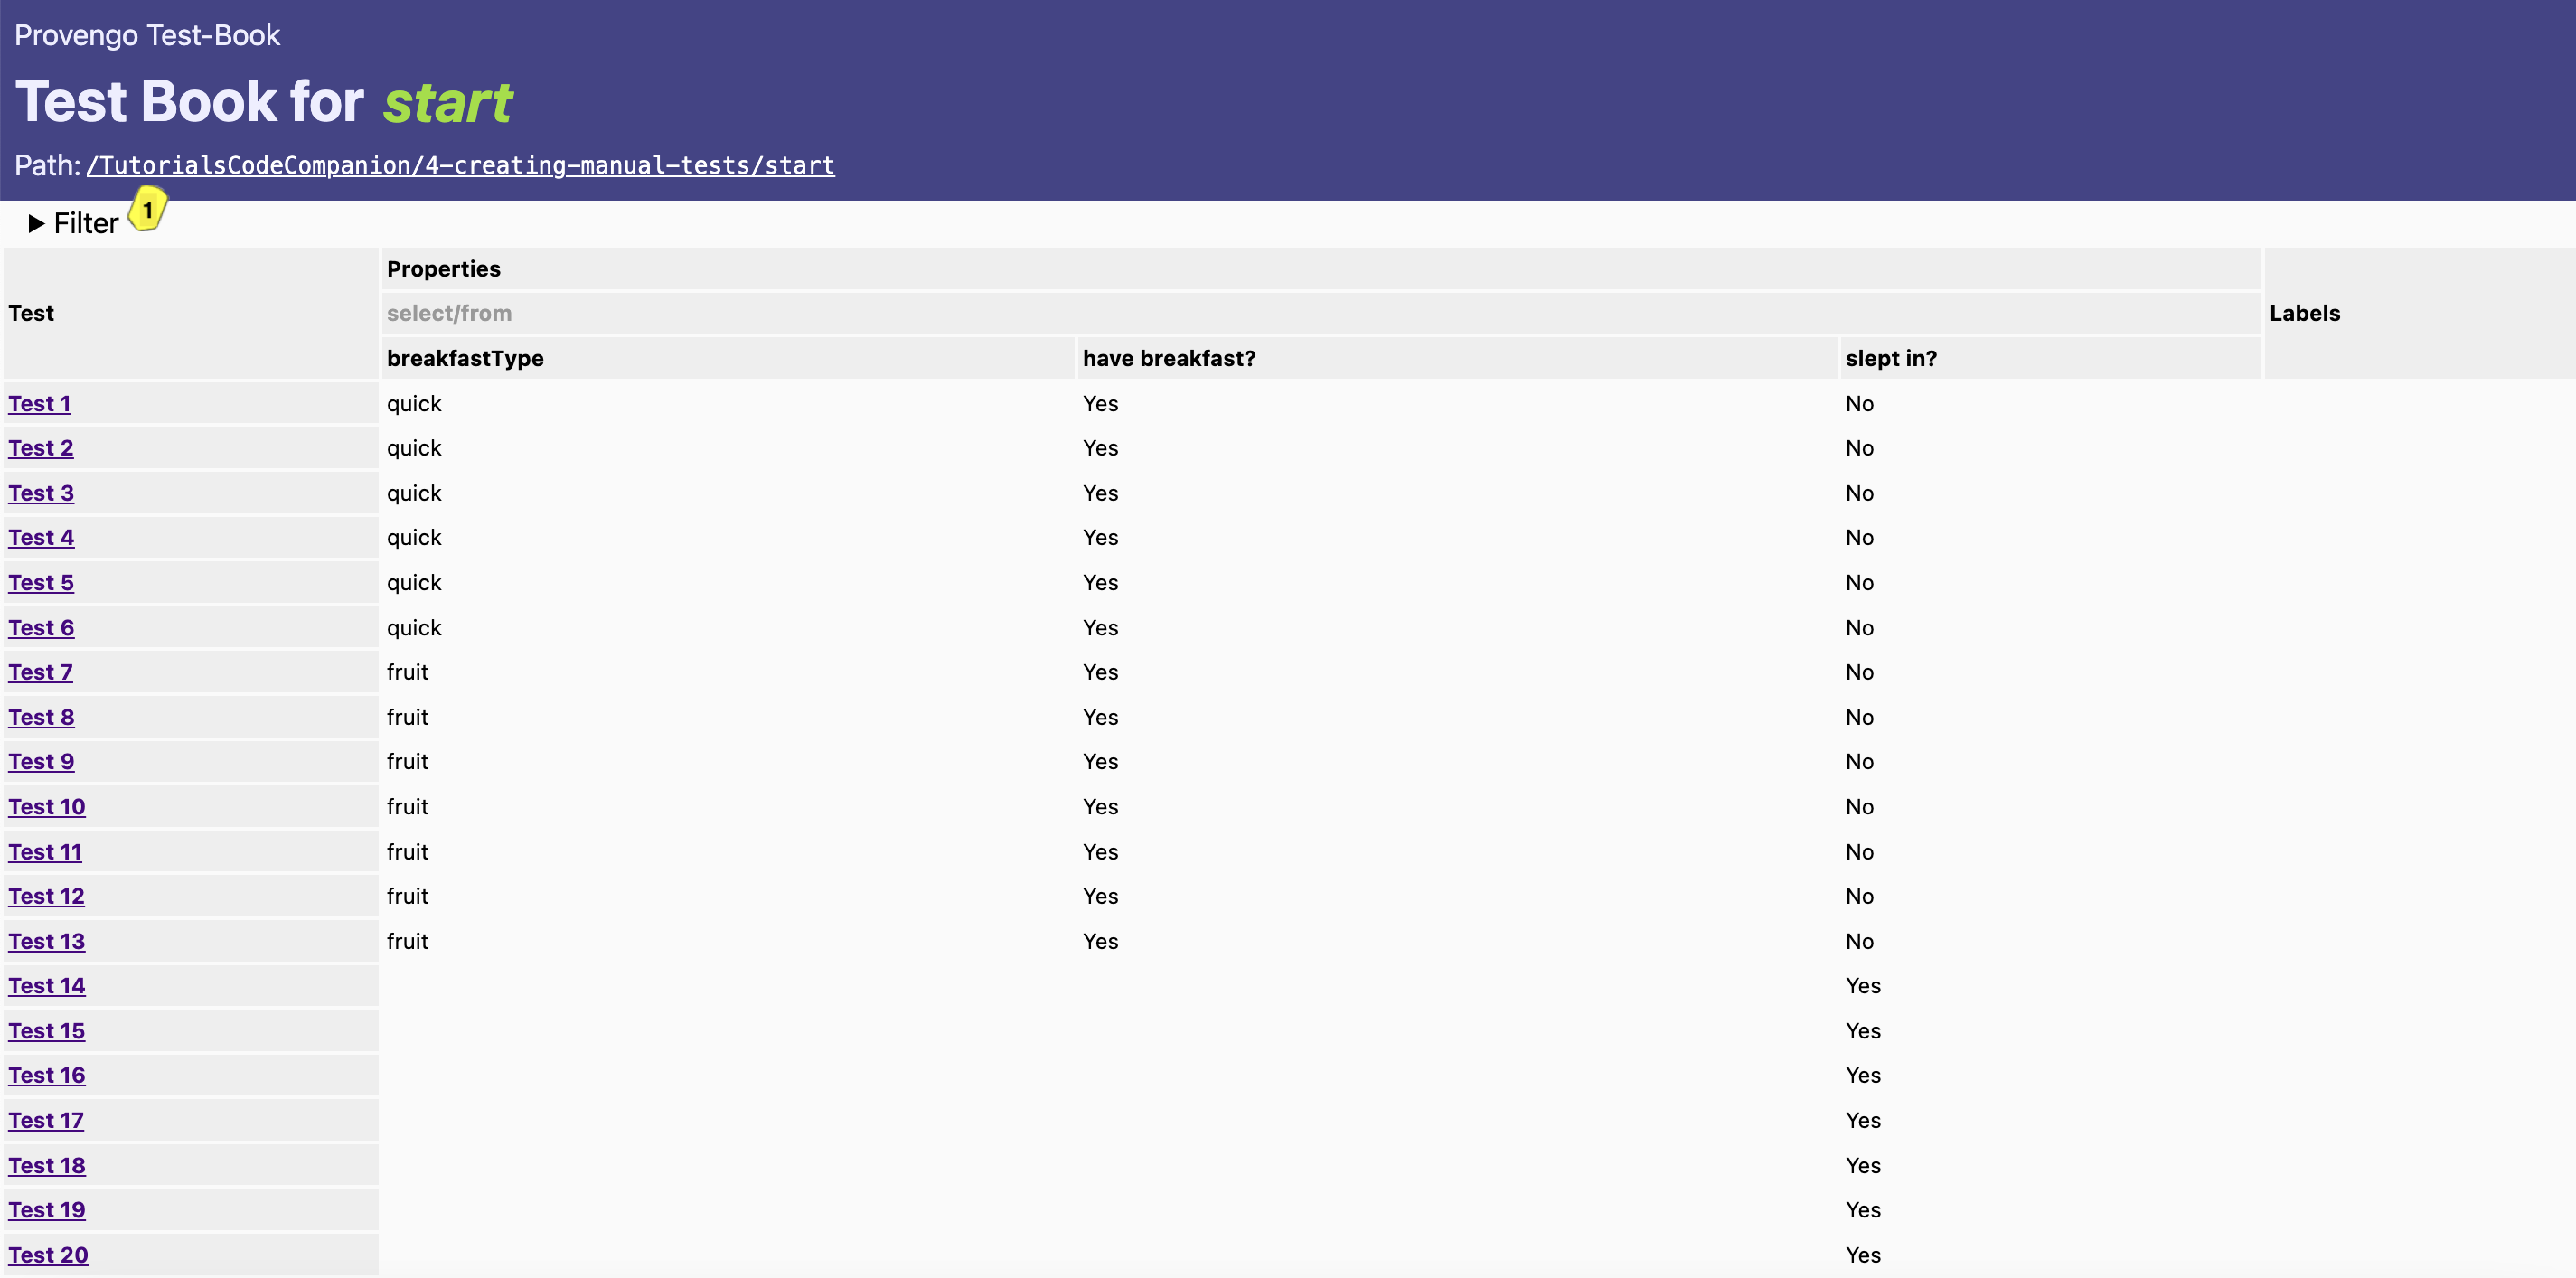 Provengo Test-Book
Test Book for start
Path: /TutorialsCodeCompanion/4-creating-manual-tests/start
▶ Filter 1
Test Properties Labels
select/from
breakfastType have breakfast? slept in?
Test 1 quick Yes No
Test 2 quick Yes No
Test 3 quick Yes No
Test 4 quick Yes No
Test 5 quick Yes No
Test 6 quick Yes No
Test 7 fruit Yes No
Test 8 fruit Yes No
Test 9 fruit Yes No
Test 10 fruit Yes No
Test 11 fruit Yes No
Test 12 fruit Yes No
Test 13 fruit Yes No
Test 14 Yes
Test 15 Yes
Test 16 Yes
Test 17 Yes
Test 18 Yes
Test 19 Yes
Test 20 Yes